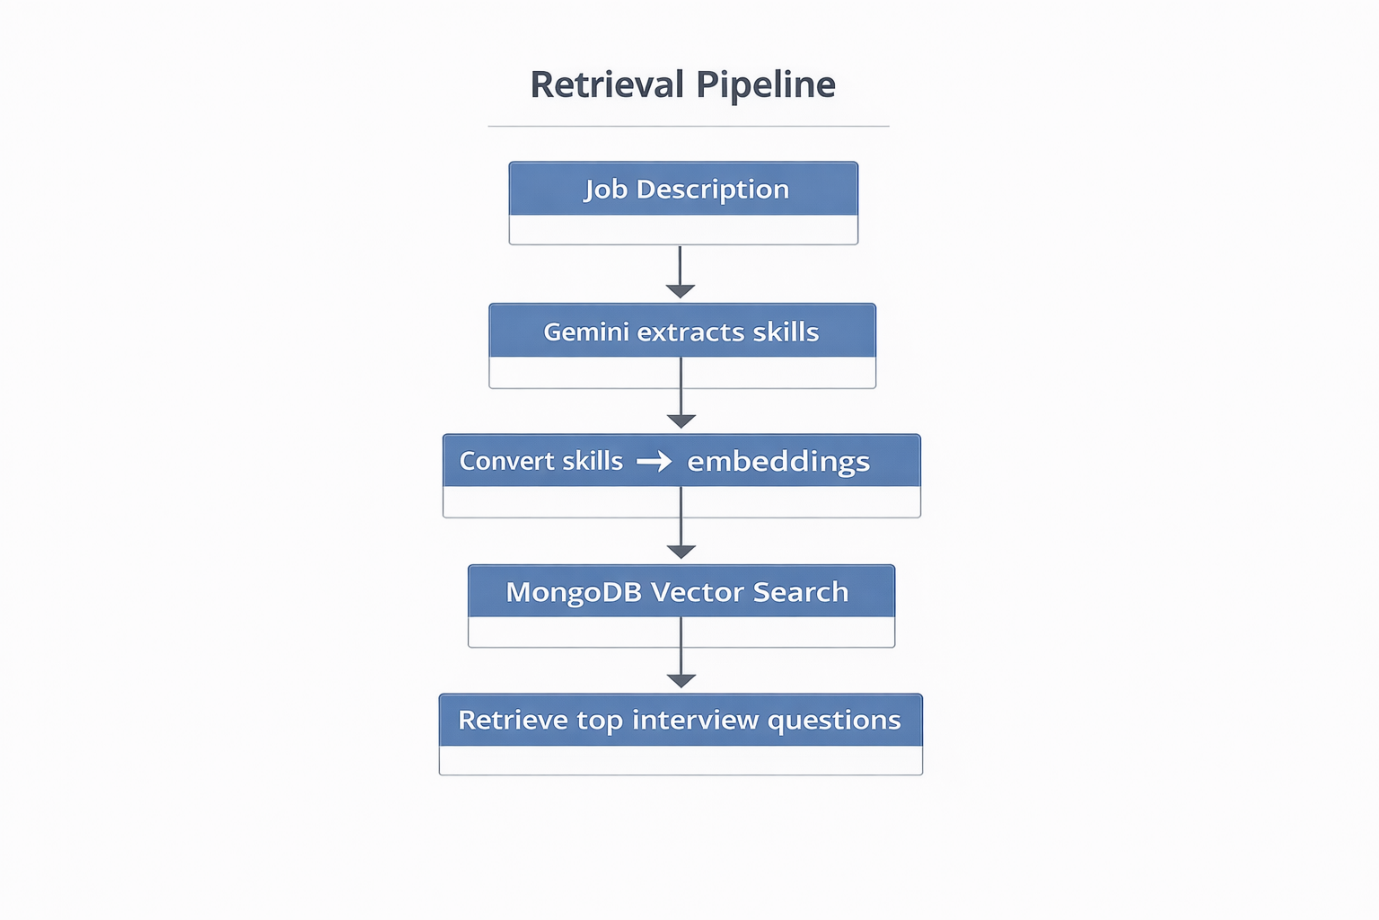 Retrieval Pipeline
Job Description
Gemini extracts skills
Convert skills → embeddings
MongoDB Vector Search
Retrieve top interview questions